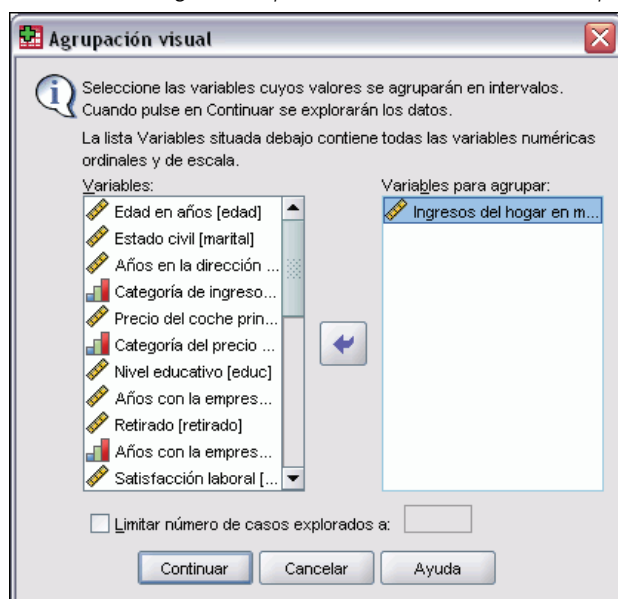 Agrupación visual
Seleccione las variables cuyos valores se agruparán en intervalos.
Cuando pulse en Continuar se explorarán los datos.
La lista Variables situada debajo contiene todas las variables numéricas
ordinales y de escala.
Variables:
Edad en años [edad]
Estado civil [marital]
Años en la dirección ...
Categoría de ingreso...
Precio del coche prin...
Categoría del precio ...
Nivel educativo [educ]
Años con la empres...
Retirado [retirado]
Años con la empres...
Satisfacción laboral [...
Variables para agrupar:
Ingresos del hogar en m...
Limitar número de casos explorados a:
Continuar
Cancelar
Ayuda